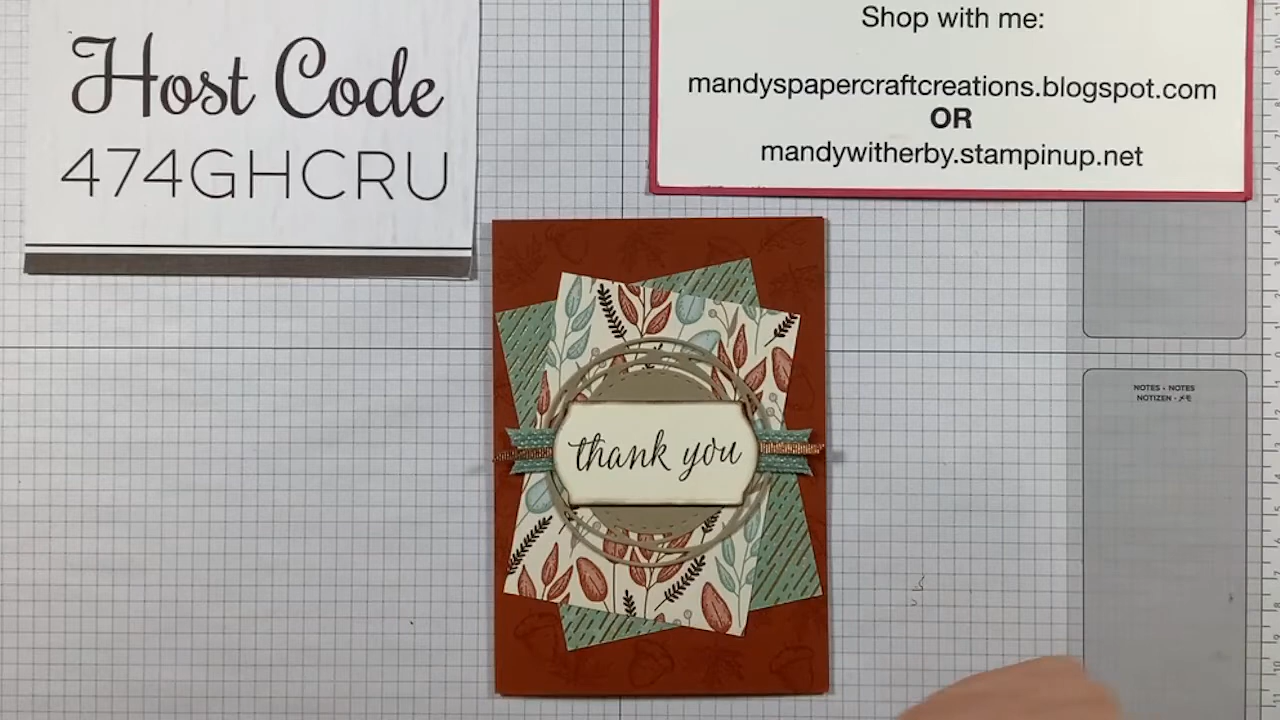 Host Code
474GHCRU
Shop with me:
mandyspapercraftcreations.blogspot.com
OR
mandywitherby.stampinup.net
thank you
NOTES • NOTES
NOTIZEN •